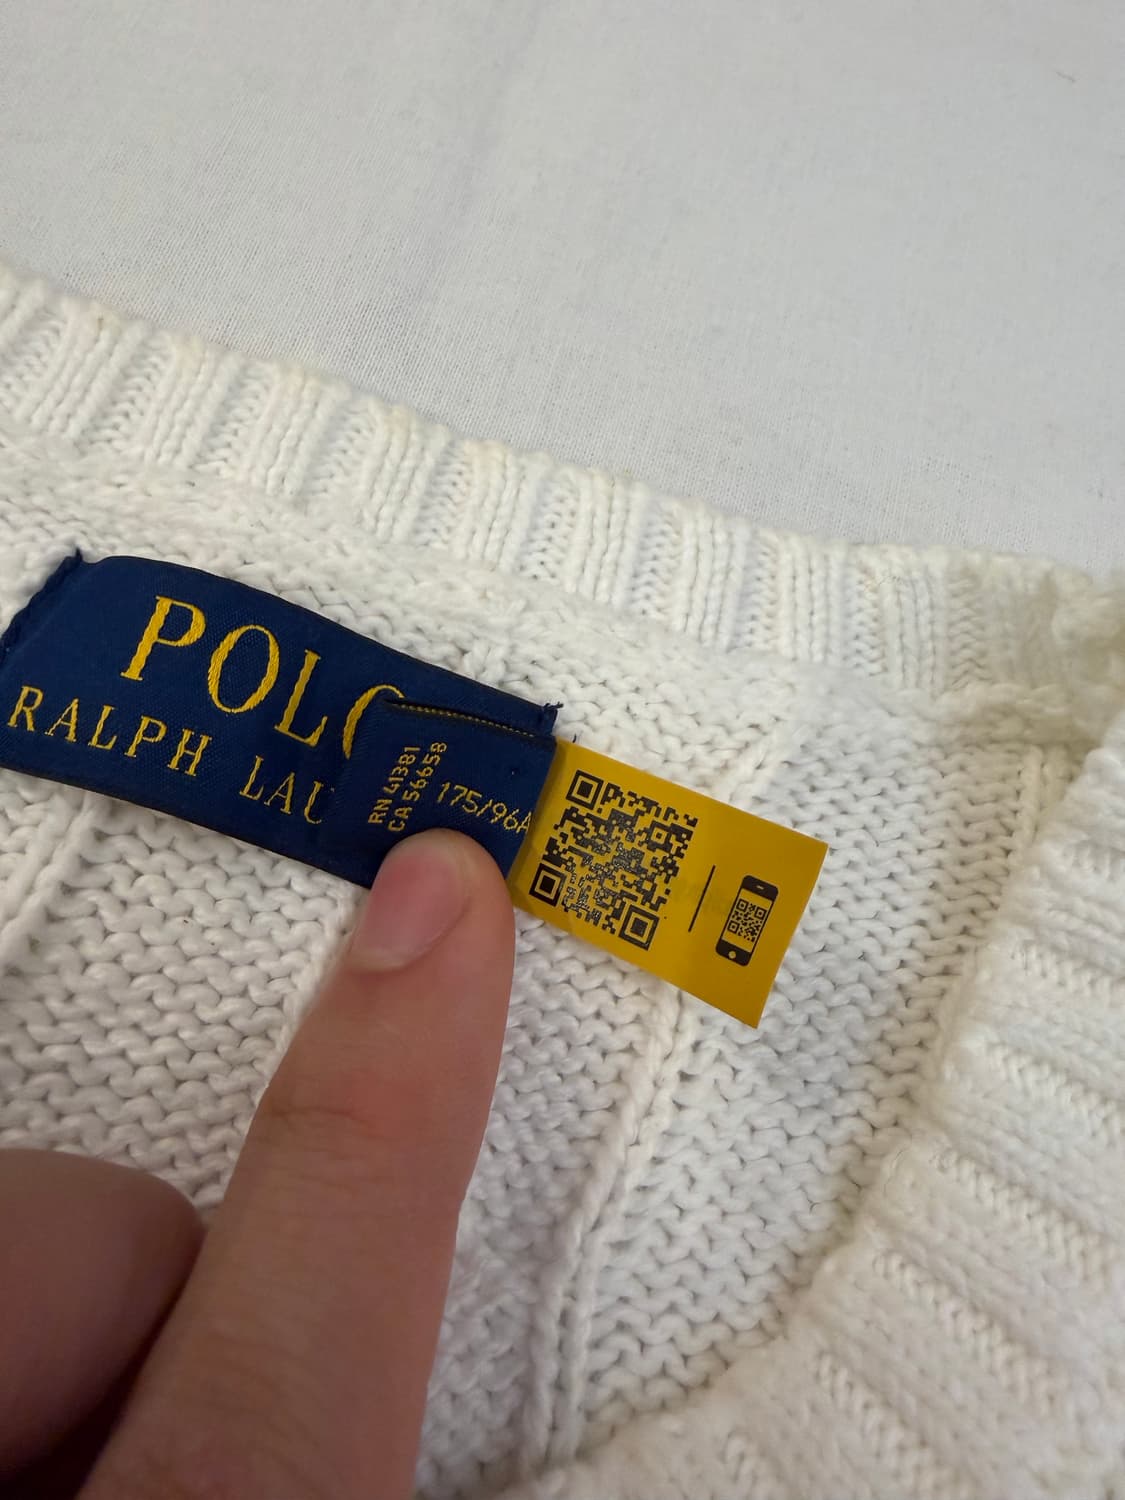 POLO
RALPH LAU
RN 41381
CA 56658
175/96A